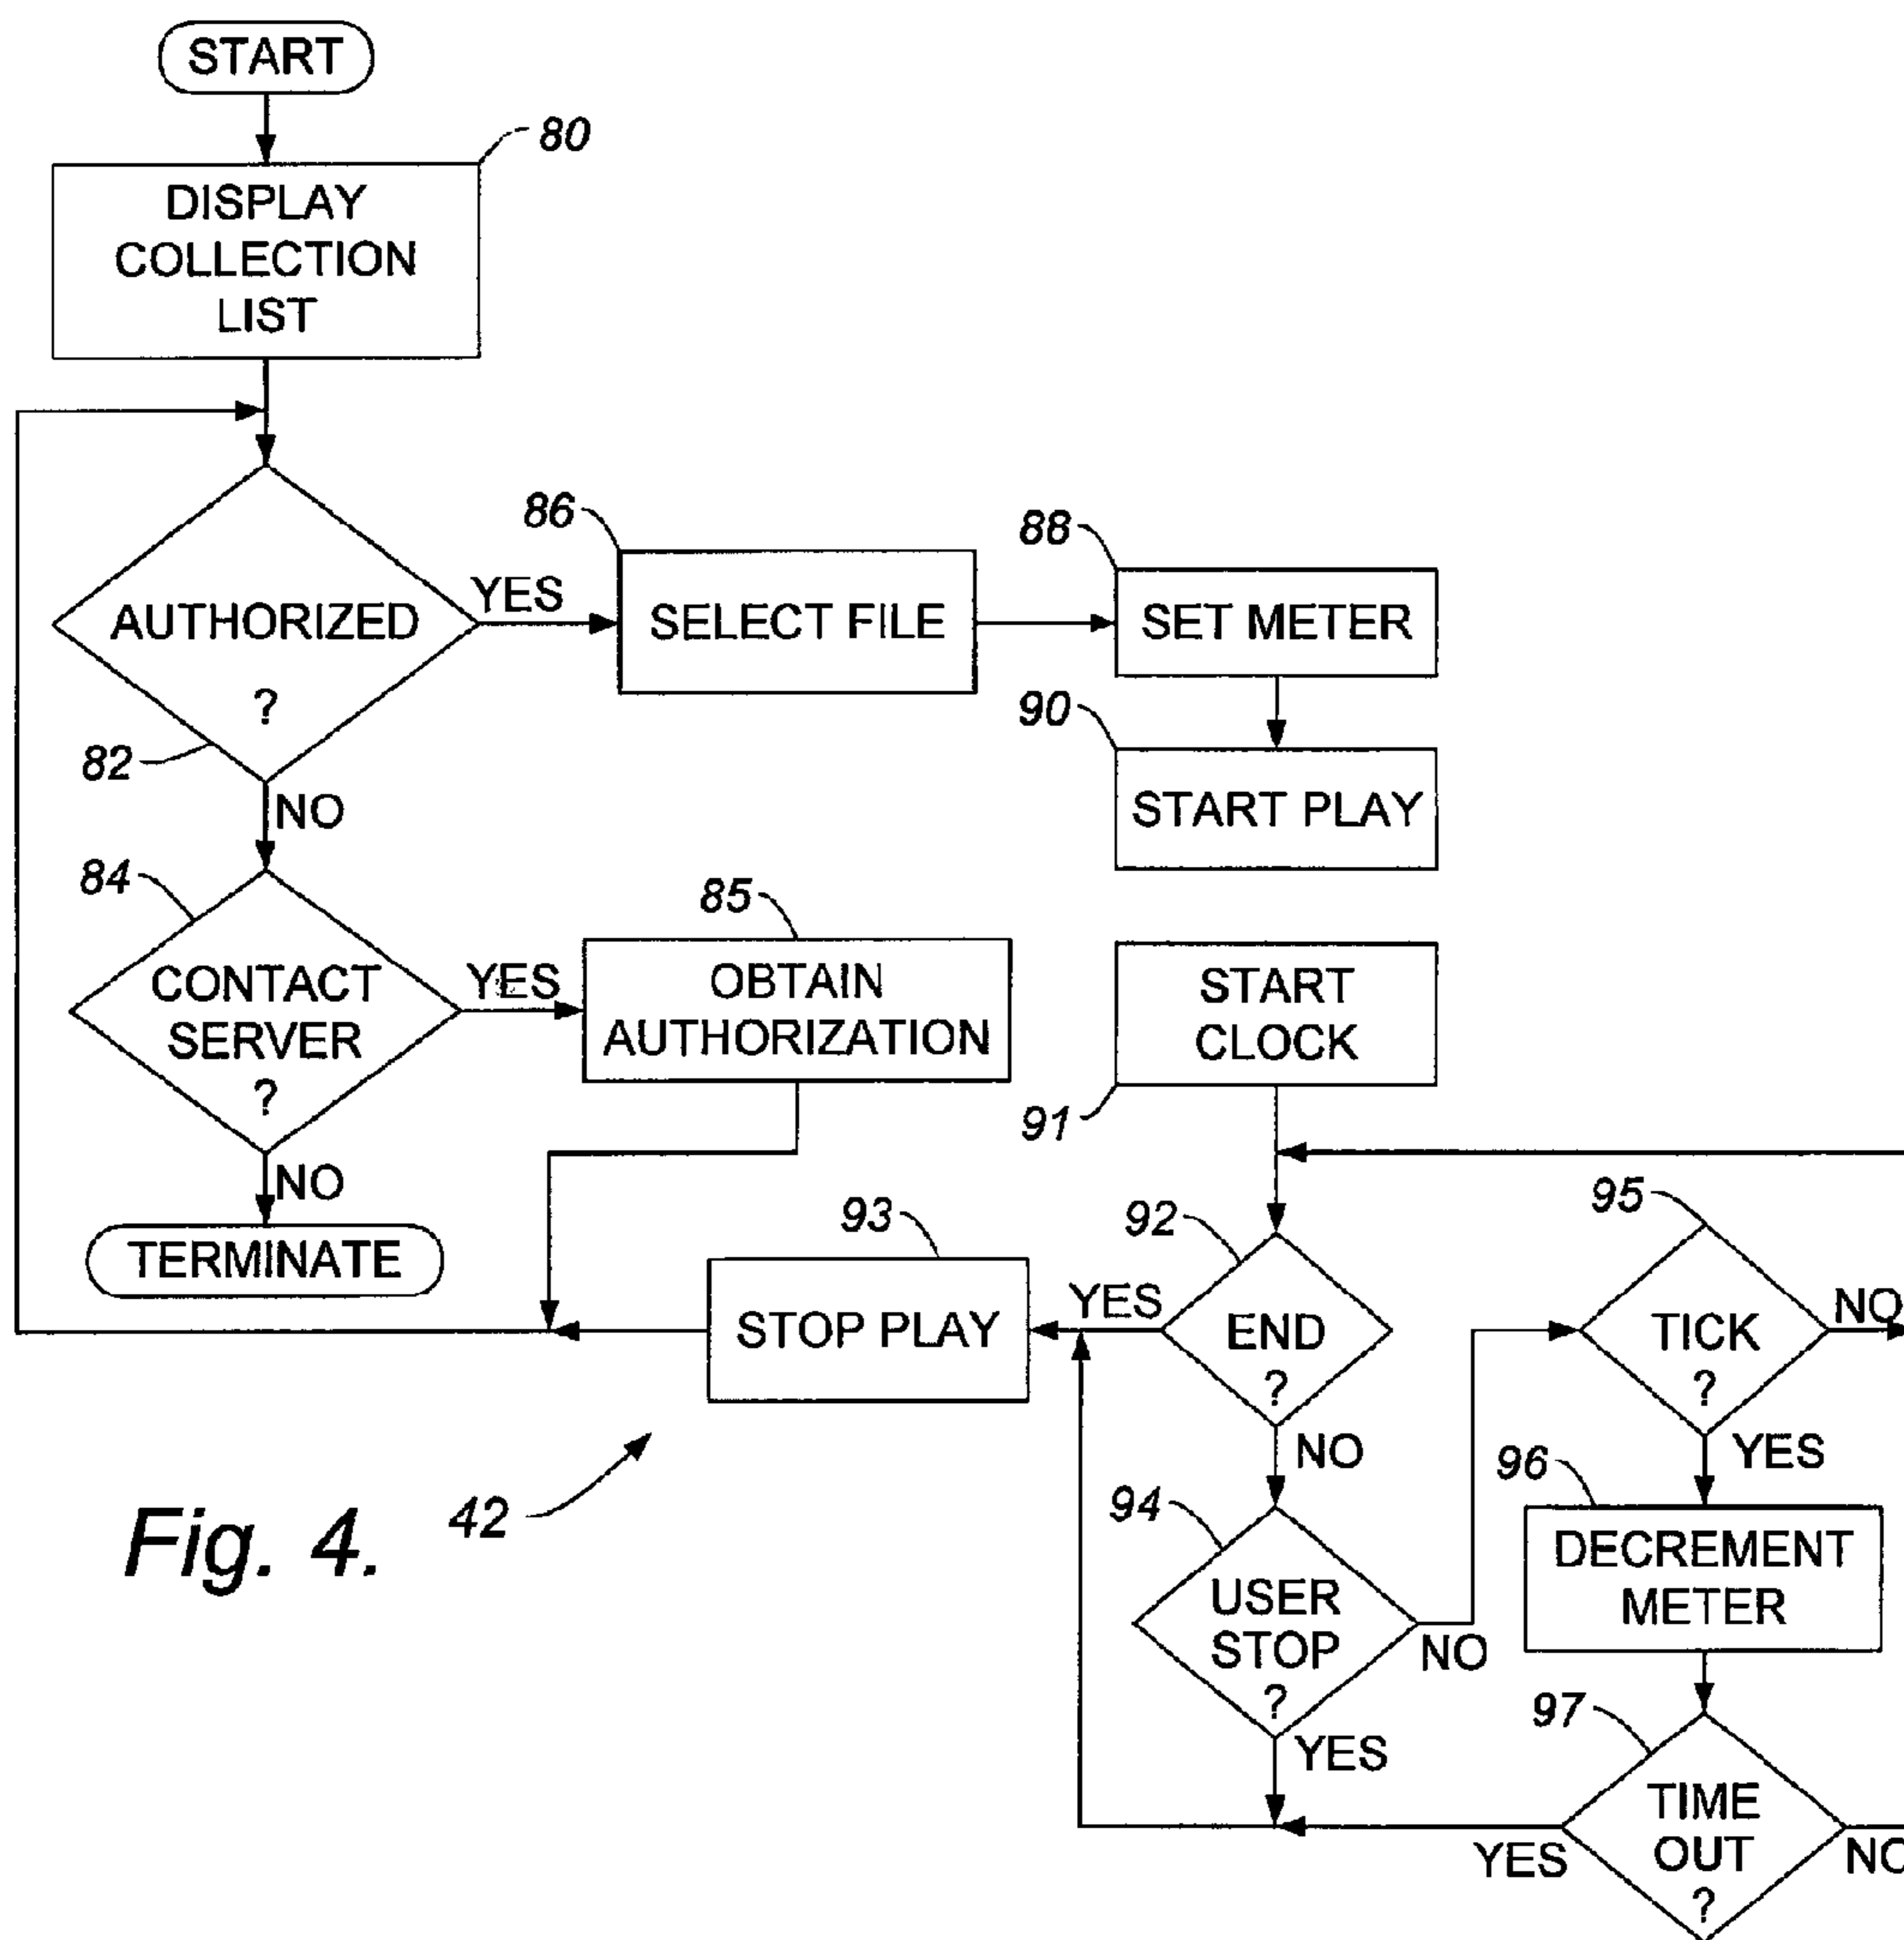 START
80
DISPLAY
COLLECTION
LIST
AUTHORIZED
?
82
YES
86
SELECT FILE
88
SET METER
90
START PLAY
NO
84
CONTACT
SERVER
?
YES
85
OBTAIN
AUTHORIZATION
START
CLOCK
91
NO
TERMINATE
93
STOP PLAY
YES
92
END
?
NO
95
TICK
?
NO
YES
94
USER
STOP
?
NO
YES
96
DECREMENT
METER
97
TIME
OUT
?
YES
NO
42
Fig. 4.